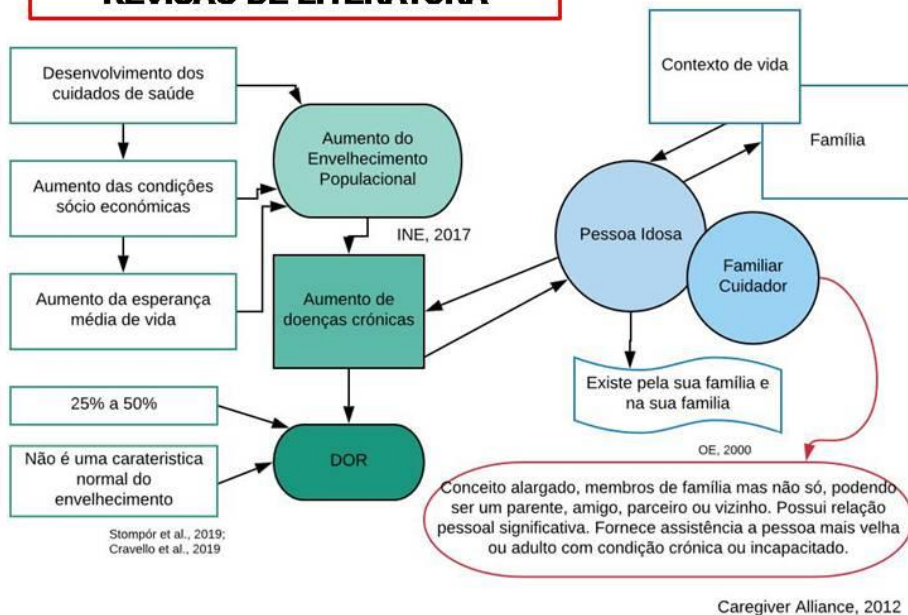 REVISÃO DE LITERATURA
Desenvolvimento dos
cuidados de saúde
Aumento das condições
sócio económicas
Aumento da esperança
média de vida
Aumento do
Envelhecimento
Populacional
INE, 2017
Aumento de
doenças crónicas
25% a 50%
Não é uma carateristica
normal do
envelhecimento
DOR
Stompór et al., 2019;
Cravello et al., 2019
Contexto de vida
Família
Pessoa Idosa
Familiar
Cuidador
Existe pela sua família e
na sua familia
OE, 2000
Conceito alargado, membros de família mas não só, podendo
ser um parente, amigo, parceiro ou vizinho. Possui relação
pessoal significativa. Fornece assistência a pessoa mais velha
ou adulto com condição crónica ou incapacitado.
Caregiver Alliance, 2012